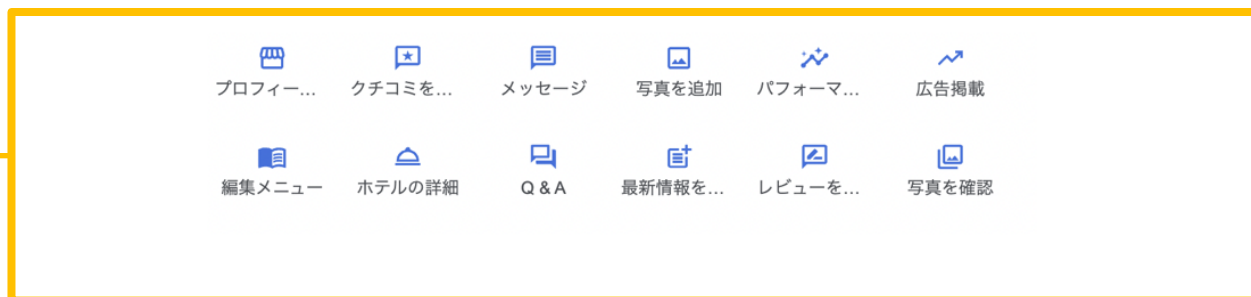 プロフィー... クチコミを... メッセージ 写真を追加 パフォーマ... 広告掲載
編集メニュー ホテルの詳細 Q & A 最新情報を... レビューを... 写真を確認